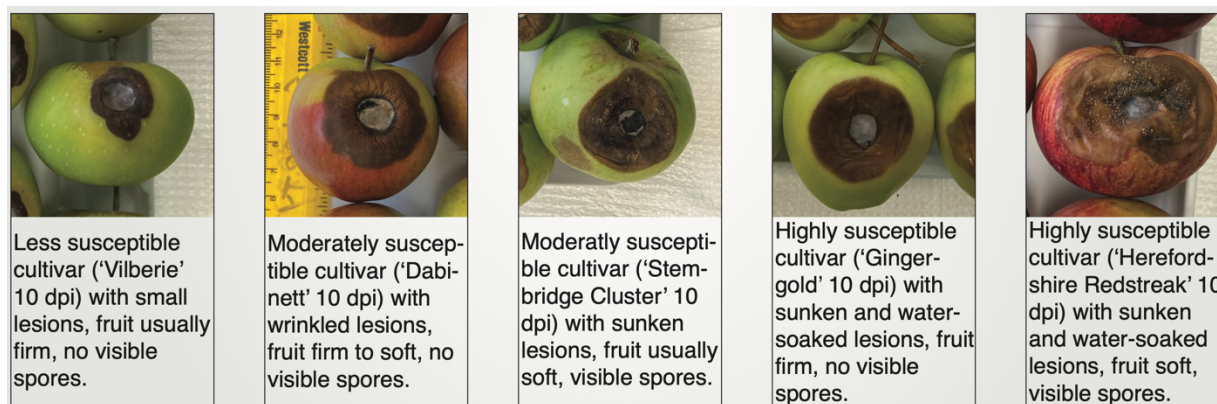 Westcott
Less susceptible
cultivar (‘Vilberie’
10 dpi) with small
lesions, fruit usually
firm, no visible
spores.
Moderately suscep-
tible cultivar (‘Dabi-
nett’ 10 dpi) with
wrinkled lesions,
fruit firm to soft, no
visible spores.
Moderatly suscepti-
ble cultivar (‘Stem-
bridge Cluster’ 10
dpi) with sunken
lesions, fruit usually
soft, visible spores.
Highly susceptible
cultivar (‘Ginger-
gold’ 10 dpi) with
sunken and water-
soaked lesions, fruit
firm, no visible
spores.
Highly susceptible
cultivar (‘Hereford-
shire Redstreak’ 10
dpi) with sunken
and water-soaked
lesions, fruit soft,
visible spores.